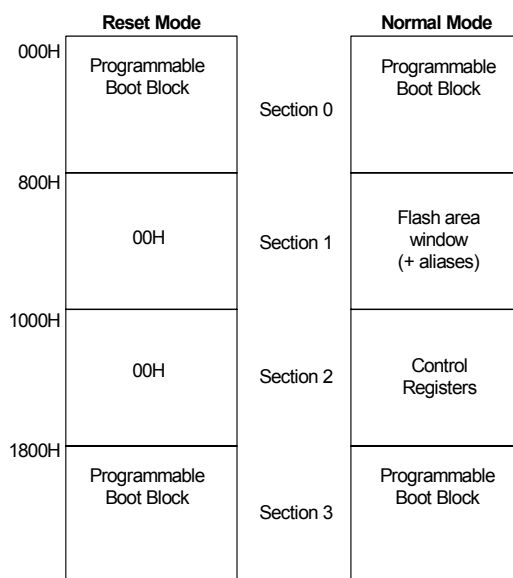 Reset Mode
Normal Mode
000H
Programmable
Boot Block
Section 0
Programmable
Boot Block
800H
00H
Section 1
Flash area
window
(+ aliases)
1000H
00H
Section 2
Control
Registers
1800H
Programmable
Boot Block
Section 3
Programmable
Boot Block